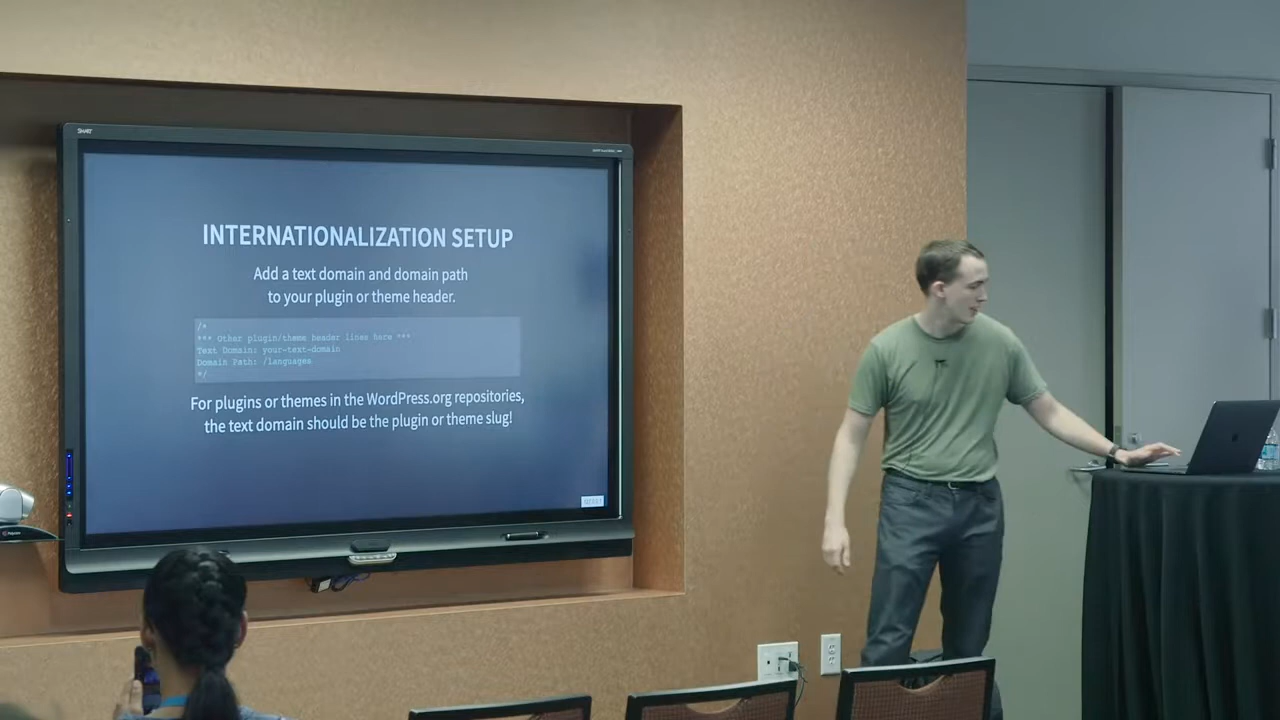 SMART
INTERNATIONALIZATION SETUP
Add a text domain and domain path
to your plugin or theme header.
/*
*** Other plugin/theme header lines here ***
Text Domain: your-text-domain
Domain Path: /languages
*/
For plugins or themes in the WordPress.org repositories,
the text domain should be the plugin or theme slug!